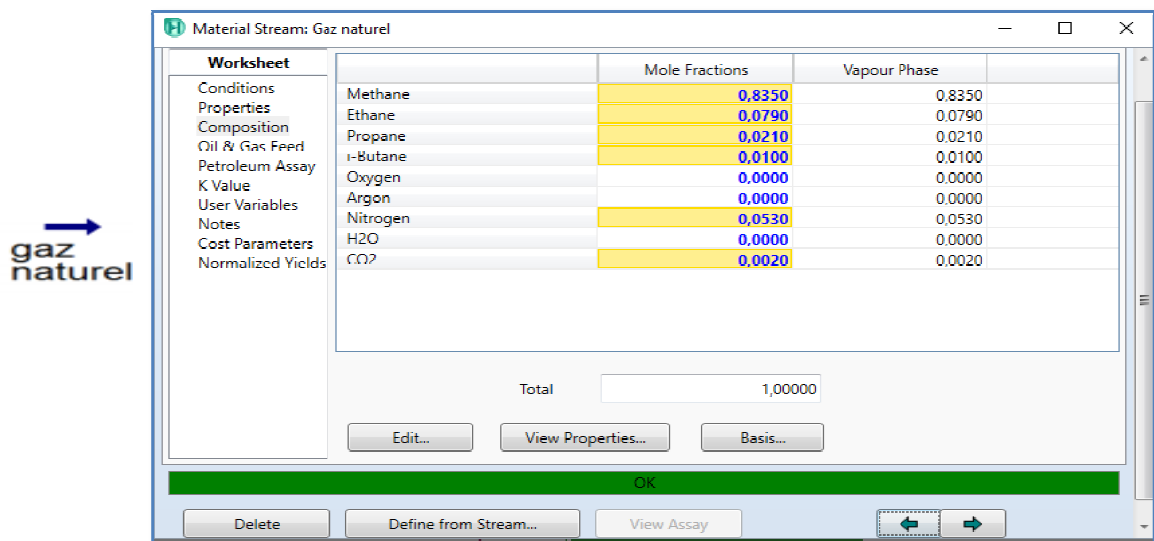 Material Stream: Gaz naturel
Worksheet
Conditions
Properties
Composition
Oil & Gas Feed
Petroleum Assay
K Value
User Variables
Notes
Cost Parameters
Normalized Yields
Mole Fractions Vapour Phase
Methane 0,8350 0,8350
Ethane 0,0790 0,0790
Propane 0,0210 0,0210
i-Butane 0,0100 0,0100
Oxygen 0,0000 0,0000
Argon 0,0000 0,0000
Nitrogen 0,0530 0,0530
H2O 0,0000 0,0000
CO2 0,0020 0,0020
gaz
naturel
Total 1,00000
Edit... View Properties... Basis...
OK
Delete Define from Stream... View Assay